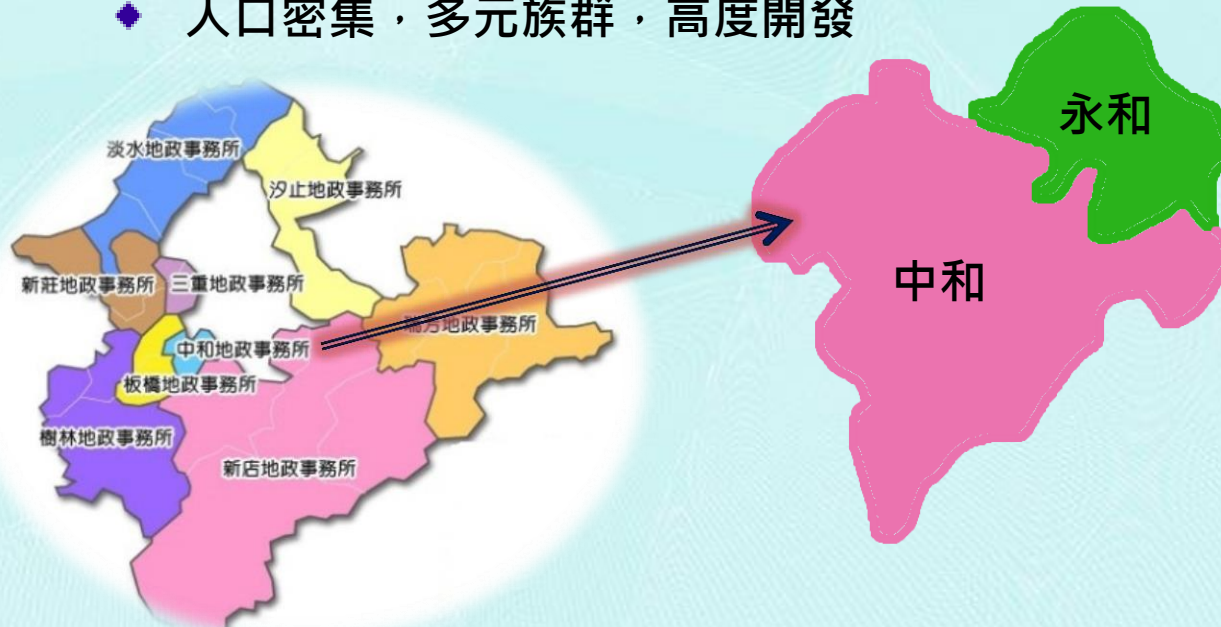 人口密集，多元族群，高度開發
永和
淡水地政事務所
汐止地政事務所
中和
新莊地政事務所
三重地政事務所
瑞芳地政事務所
中和地政事務所
板橋地政事務所
樹林地政事務所
新店地政事務所